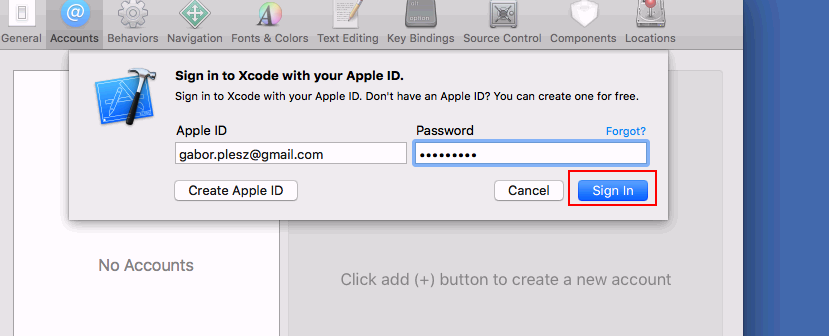 General Accounts Behaviors Navigation Fonts & Colors Text Editing Key Bindings Source Control Components Locations
Sign in to Xcode with your Apple ID.
Sign in to Xcode with your Apple ID. Don't have an Apple ID? You can create one for free.
Apple ID Password Forgot?
gabor.plesz@gmail.com •••••••••
Create Apple ID Cancel Sign In
No Accounts
Click add (+) button to create a new account